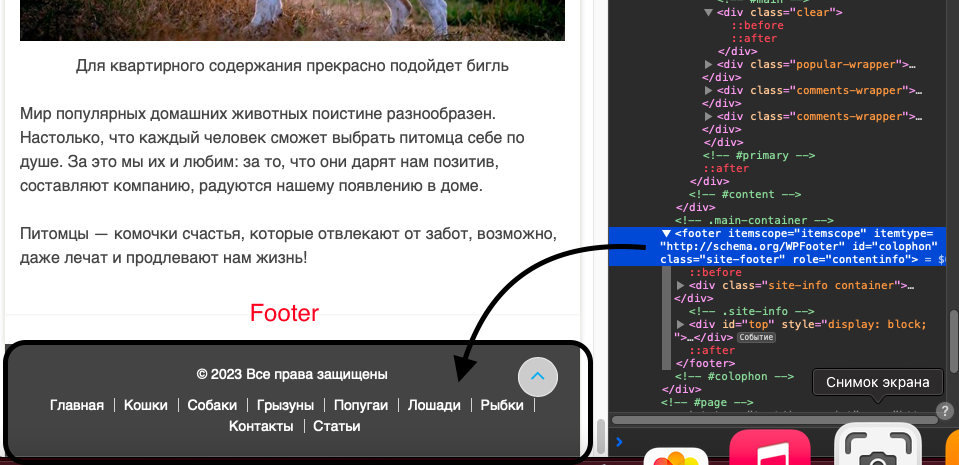 Для квартирного содержания прекрасно подойдет бигль
Мир популярных домашних животных поистине разнообразен.
Настолько, что каждый человек сможет выбрать питомца себе по
душе. За это мы их и любим: за то, что они дарят нам позитив,
составляют компанию, радуются нашему появлению в доме.
Питомцы — комочки счастья, которые отвлекают от забот, возможно,
даже лечат и продлевают нам жизнь!
Footer
© 2023 Все права защищены
Главная | Кошки | Собаки | Грызуны | Попугаи | Лошади | Рыбки |
Контакты | Статьи
<!-- #main -->
▼<div class="clear">
::before
::after
</div>
▶<div class="popular-wrapper">…
</div>
▶<div class="comments-wrapper">…
</div>
▶<div class="comments-wrapper">…
</div>
</div>
<!-- #primary -->
::after
</div>
<!-- #content -->
</div>
<!-- .main-container -->
▼<footer itemscope="itemscope" itemtype=
"http://schema.org/WPFooter" id="colophon"
class="site-footer" role="contentinfo"> = $0
::before
▶<div class="site-info container">…
</div>
<!-- .site-info -->
▶<div id="top" style="display: block;
">…</div> Событие
::after
</footer>
<!-- #colophon -->
</div>
<!-- #page -->
Снимок экрана
?